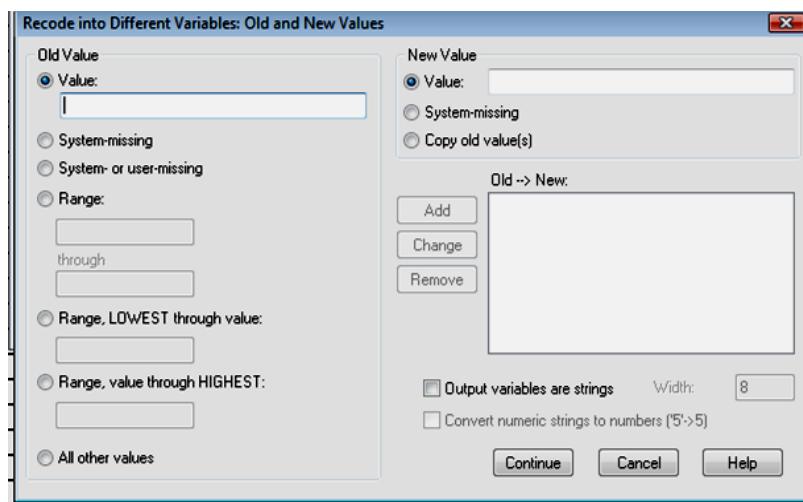 Recode into Different Variables: Old and New Values
Old Value
Value:
System-missing
System- or user-missing
Range:
through
Range, LOWEST through value:
Range, value through HIGHEST:
All other values
New Value
Value:
System-missing
Copy old value(s)
Old --> New:
Add
Change
Remove
Output variables are strings Width: 8
Convert numeric strings to numbers ('5'->5)
Continue Cancel Help